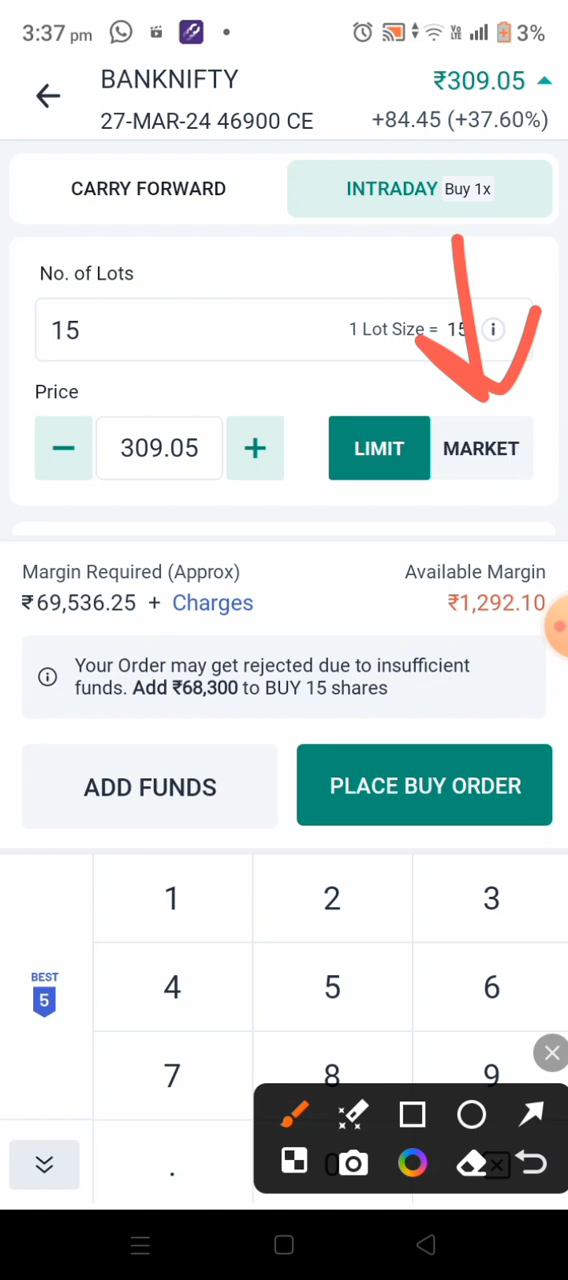 3:37 pm
3%
BANKNIFTY
₹309.05
27-MAR-24 46900 CE
+84.45 (+37.60%)
CARRY FORWARD
INTRADAY Buy 1x
No. of Lots
15
1 Lot Size = 15
Price
− 309.05 +
LIMIT MARKET
Margin Required (Approx)
Available Margin
₹69,536.25 + Charges
₹1,292.10
Your Order may get rejected due to insufficient
funds. Add ₹68,300 to BUY 15 shares
ADD FUNDS
PLACE BUY ORDER
1 2 3
BEST
5
4 5 6
7 8 9
. 0